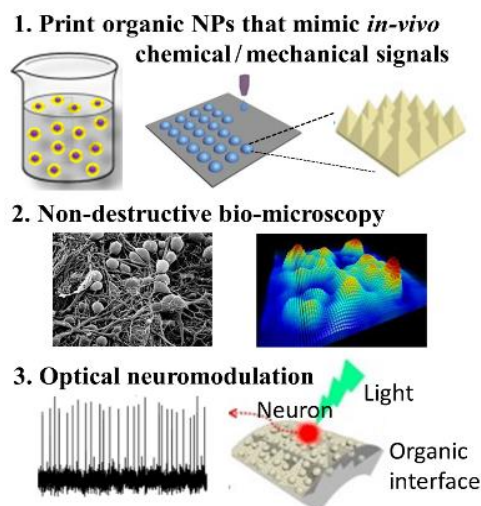 1. Print organic NPs that mimic in-vivo
chemical/mechanical signals
2. Non-destructive bio-microscopy
3. Optical neuromodulation
Light
Neuron
Organic
interface